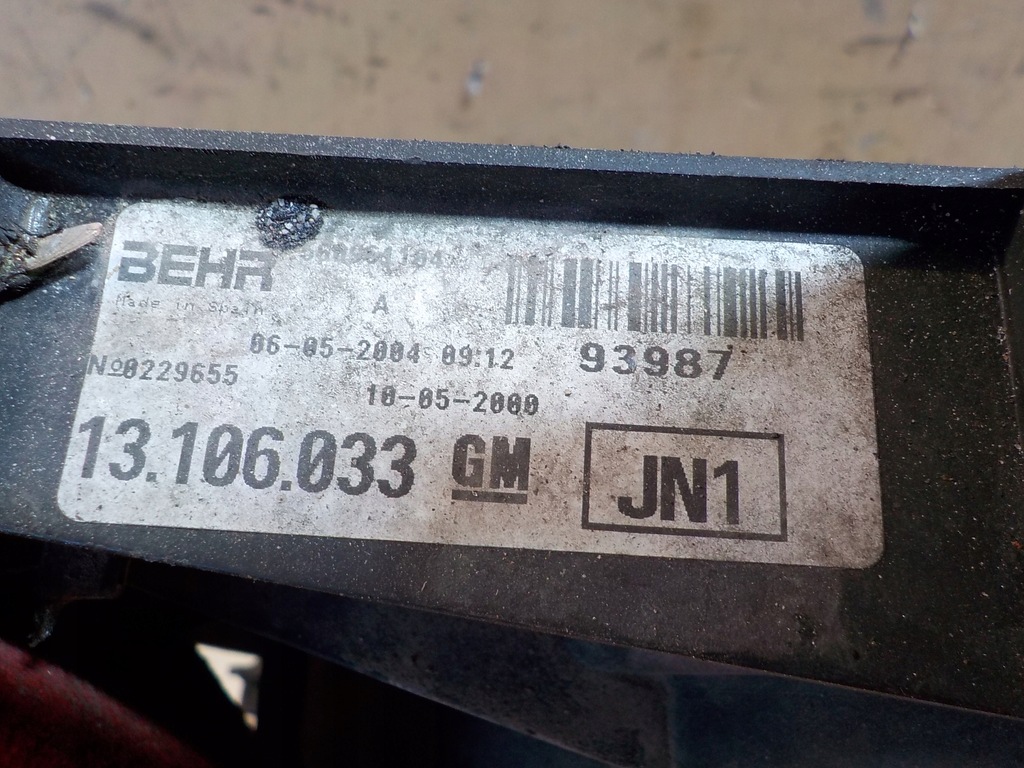 BEHR
Made in Spain
A
06-05-2004 09:12
93987
Nº0229655
10-05-2000
13.106.033 GM JN1